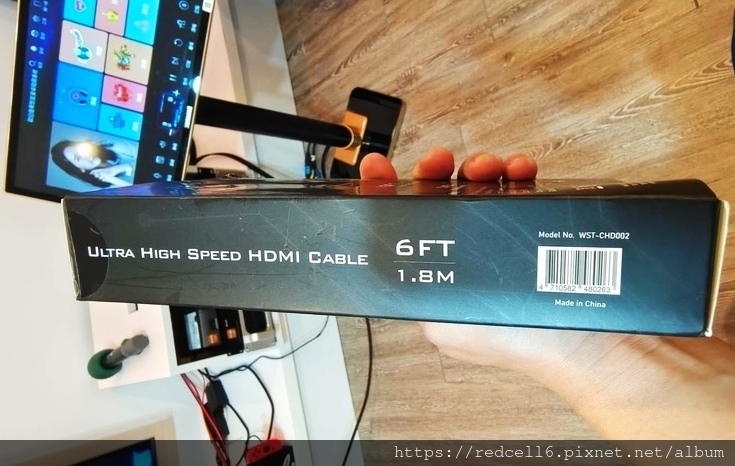 ULTRA HIGH SPEED HDMI CABLE
6FT
1.8M
Model No. WST-CHD002
4 710582 480263
Made in China
https://redcell6.pixnet.net/album